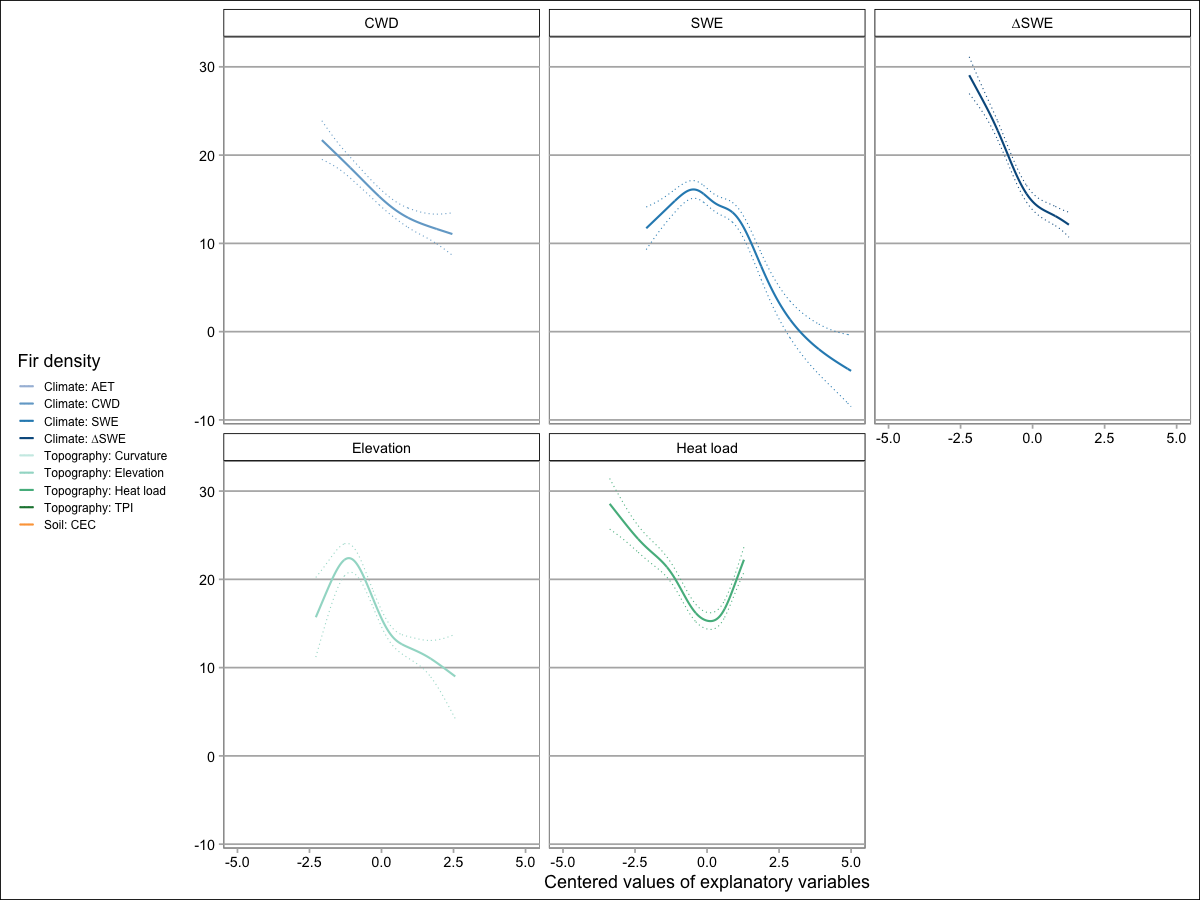 CWD
SWE
ΔSWE
30
20
10
0
-10
-5.0 -2.5 0.0 2.5 5.0
Fir density
Climate: AET
Climate: CWD
Climate: SWE
Climate: ΔSWE
Topography: Curvature
Topography: Elevation
Topography: Heat load
Topography: TPI
Soil: CEC
Elevation
Heat load
30
20
10
0
-10
-5.0 -2.5 0.0 2.5 5.0
-5.0 -2.5 0.0 2.5 5.0
Centered values of explanatory variables